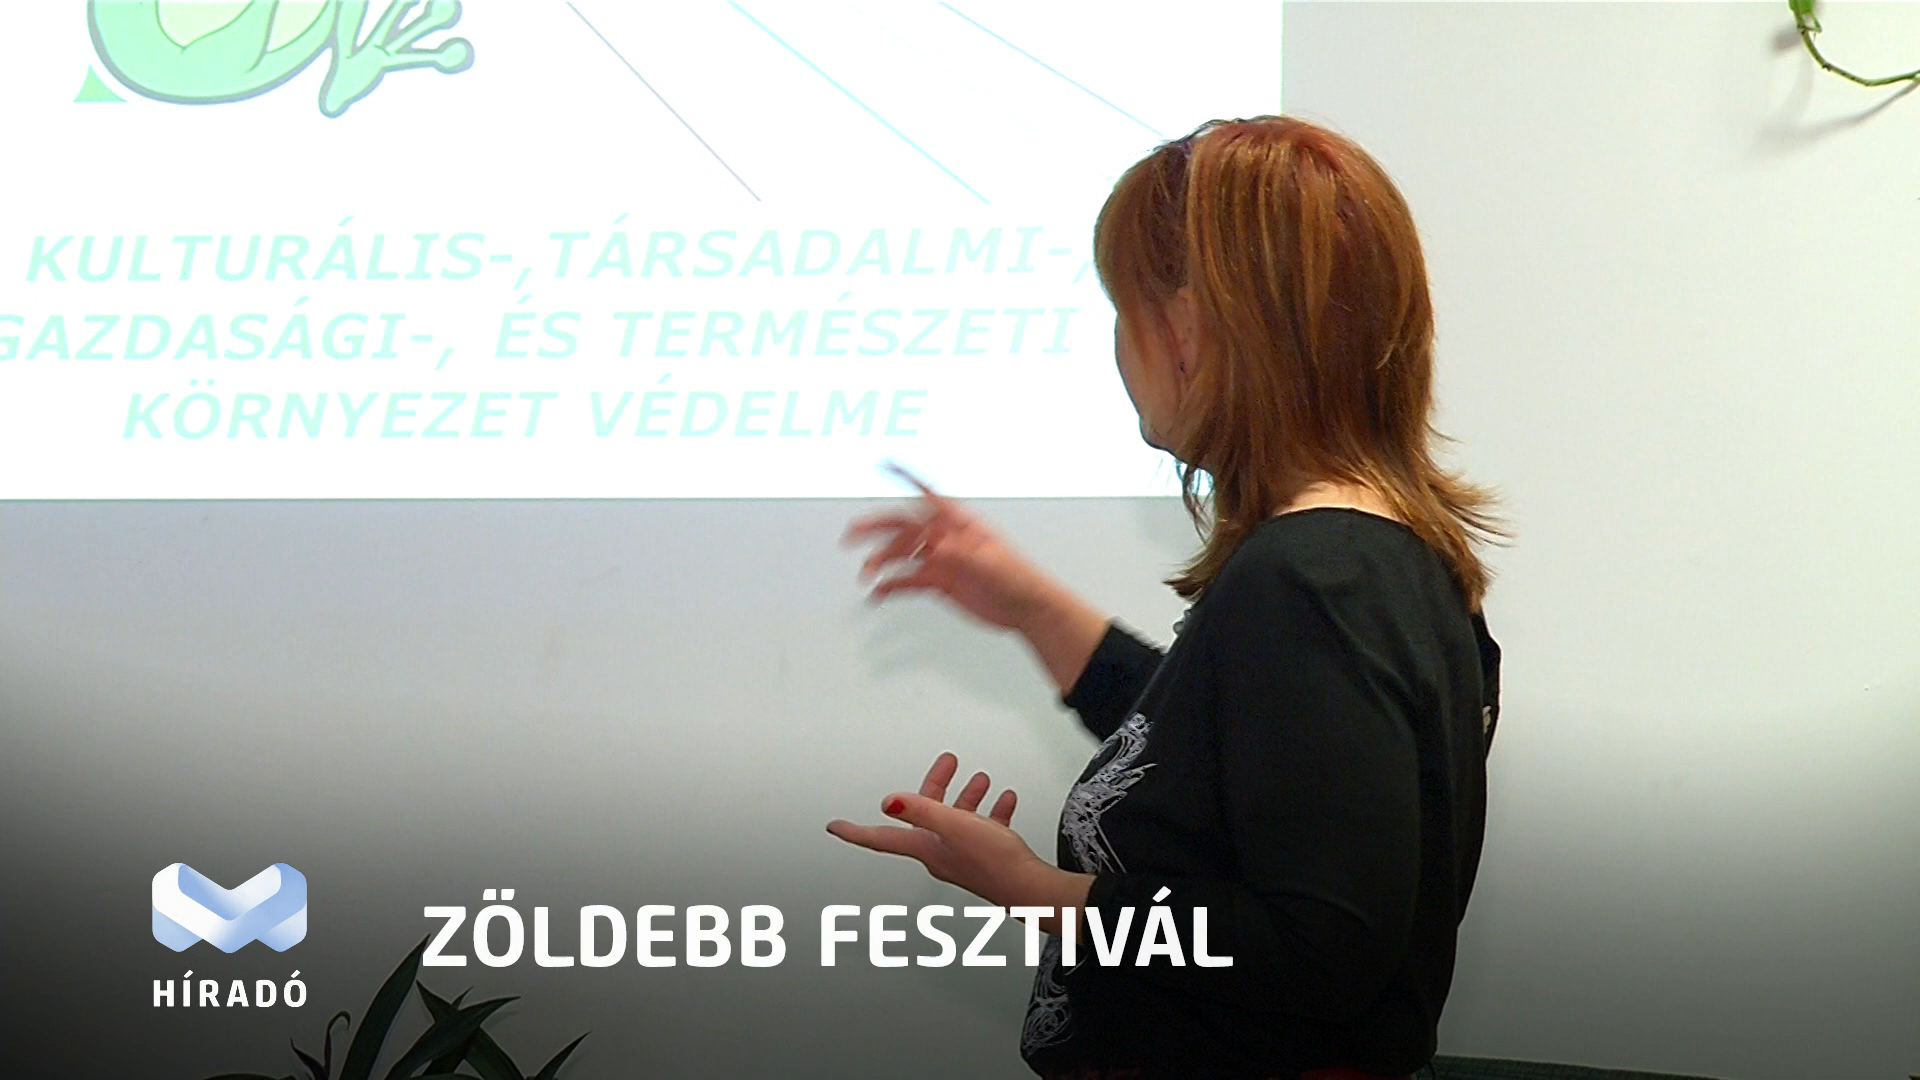 KULTURÁLIS-, TÁRSADALMI-,
GAZDASÁGI-, ÉS TERMÉSZETI
KÖRNYEZET VÉDELME
ZÖLDEBB FESZTIVÁL
HÍRADÓ